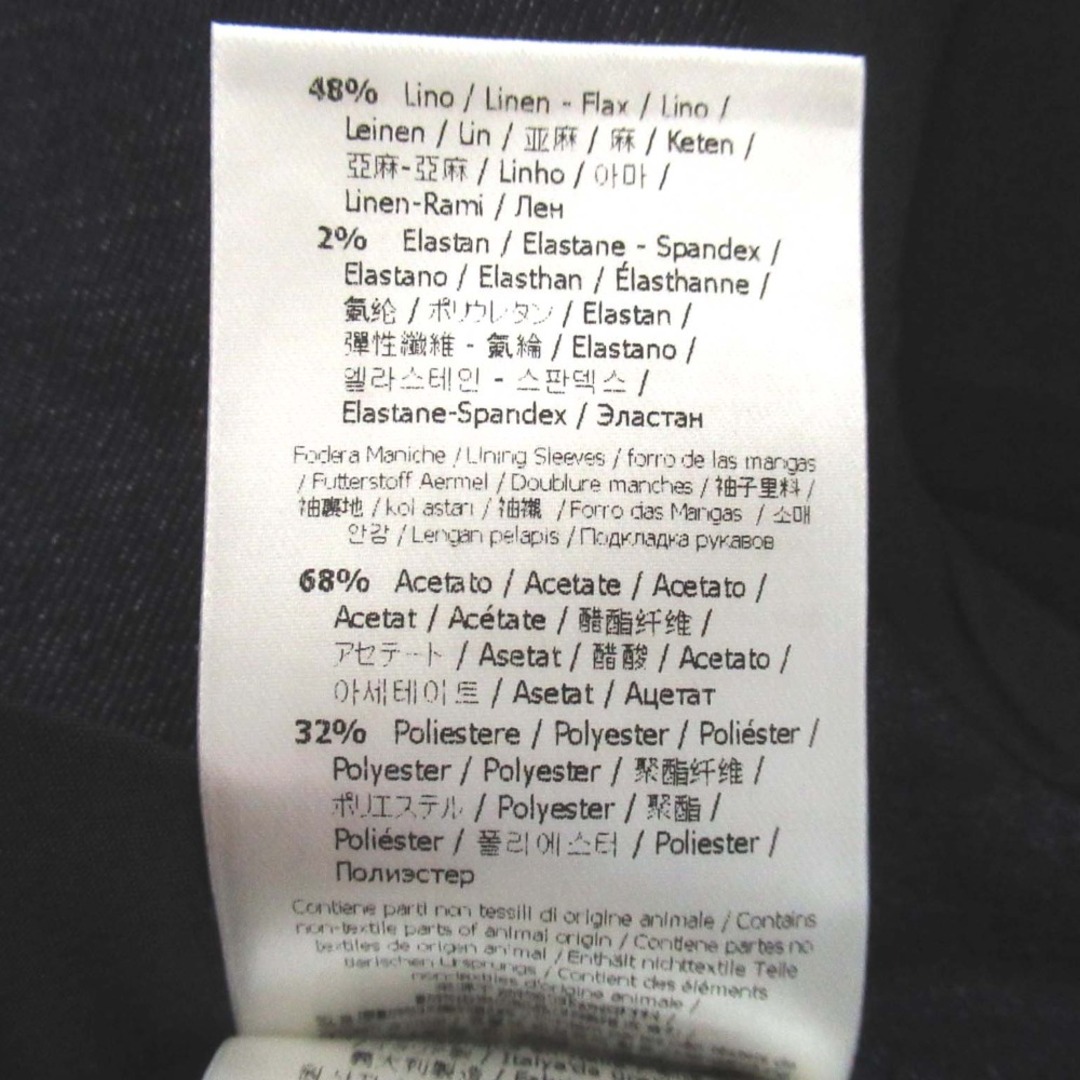 48% Lino / Linen - Flax / Lino /
Leinen / Lin / 亚麻 / 麻 / Keten /
亞麻-亞麻 / Linho / 아마 /
Linen-Rami / Лен
2% Elastan / Elastane - Spandex /
Elastano / Elasthan / Élasthanne /
氨纶 / ポリウレタン / Elastan /
彈性纖維 - 氨綸 / Elastano /
엘라스테인 - 스판덱스 /
Elastane-Spandex / Эластан
Fodera Maniche / Lining Sleeves / forro de las mangas
/ Futterstoff Aermel / Doublure manches / 袖子里料 /
袖裏地 / kol astarı / 袖襯 / Forro das Mangas / 소매
안감 / Lengan pelapis / Подкладка рукавов
68% Acetato / Acetate / Acetato /
Acetat / Acétate / 醋酯纤维 /
アセテート / Asetat / 醋酸 / Acetato /
아세테이트 / Asetat / Ацетат
32% Poliestere / Polyester / Poliéster /
Polyester / Polyester / 聚酯纤维 /
ポリエステル / Polyester / 聚酯 /
Poliéster / 폴리에스터 / Poliester /
Полиэстер
Contiene parti non tessili di origine animale / Contains
non-textile parts of animal origin / Contiene partes no
textiles de origen animal / Enthält nichttextile Teile
tierischen Ursprungs / Contient des éléments
non-textiles d'origine animale /
義大利製造